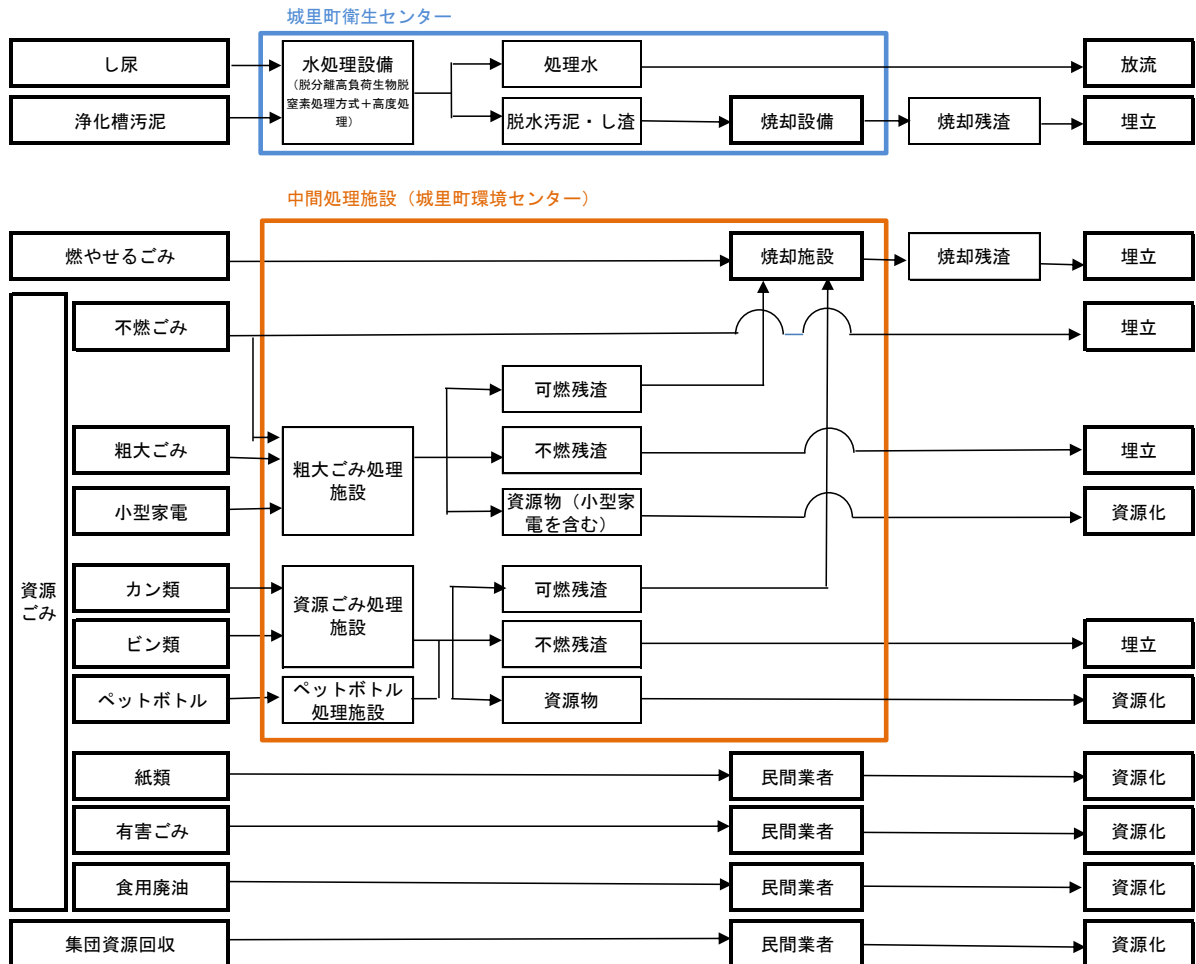 城里町衛生センター
し尿
水処理設備
（脱分離高負荷生物脱
窒素処理方式＋高度処
理）
処理水
放流
浄化槽汚泥
脱水汚泥・し渣
焼却設備
焼却残渣
埋立
中間処理施設（城里町環境センター）
燃やせるごみ
焼却施設
焼却残渣
埋立
資源
ごみ
不燃ごみ
埋立
可燃残渣
粗大ごみ
粗大ごみ処理
施設
不燃残渣
埋立
小型家電
資源物（小型家
電を含む）
資源化
カン類
資源ごみ処理
施設
可燃残渣
ビン類
不燃残渣
埋立
ペットボトル
ペットボトル
処理施設
資源物
資源化
紙類
民間業者
資源化
有害ごみ
民間業者
資源化
食用廃油
民間業者
資源化
集団資源回収
民間業者
資源化